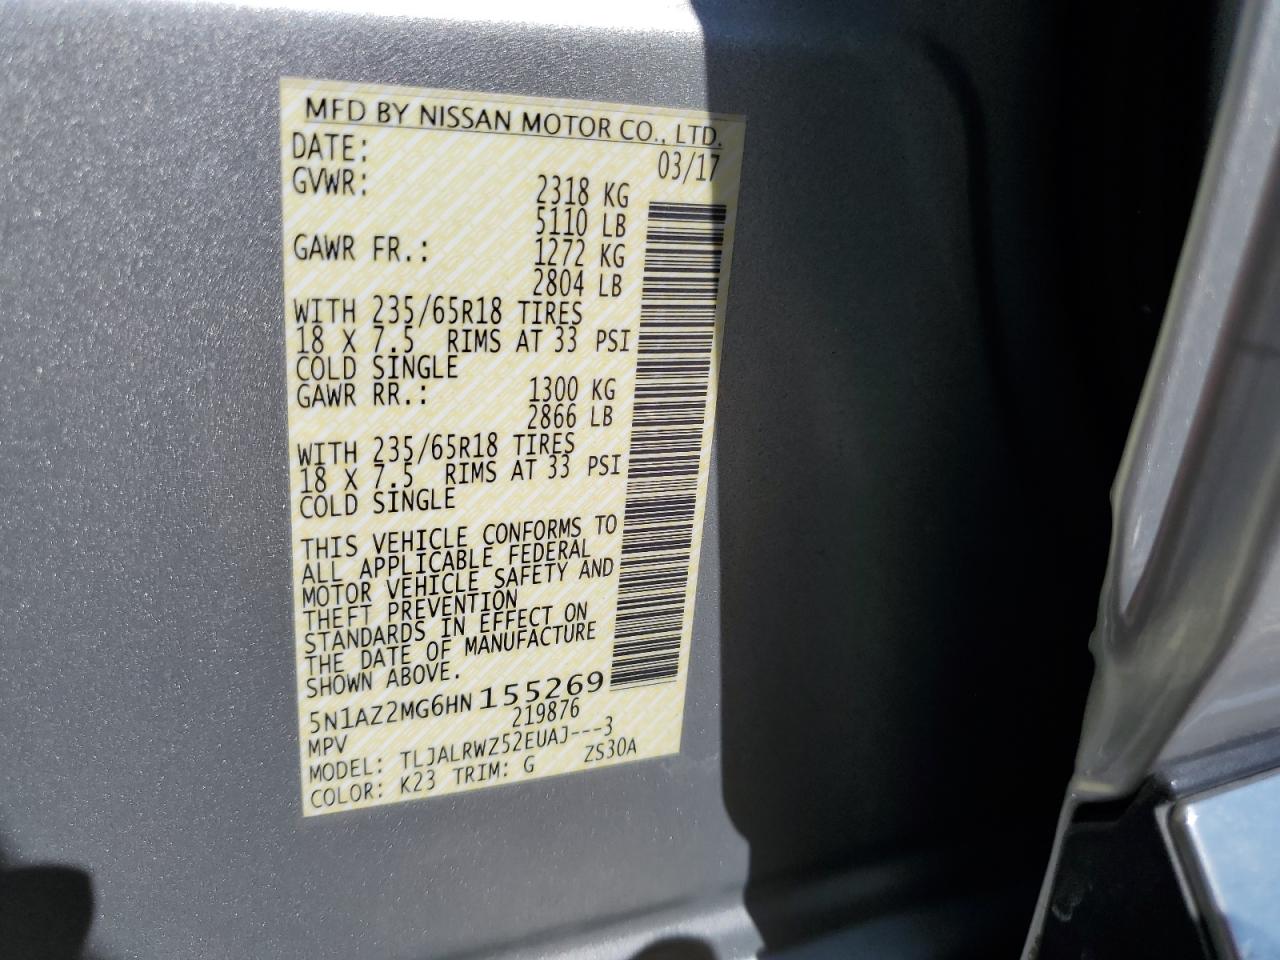 MFD BY NISSAN MOTOR CO., LTD.
DATE: 03/17
GVWR: 2318 KG
5110 LB
GAWR FR.: 1272 KG
2804 LB
WITH 235/65R18 TIRES
18 X 7.5 RIMS AT 33 PSI
COLD SINGLE
GAWR RR.: 1300 KG
2866 LB
WITH 235/65R18 TIRES
18 X 7.5 RIMS AT 33 PSI
COLD SINGLE
THIS VEHICLE CONFORMS TO
ALL APPLICABLE FEDERAL
MOTOR VEHICLE SAFETY AND
THEFT PREVENTION
STANDARDS IN EFFECT ON
THE DATE OF MANUFACTURE
SHOWN ABOVE.
5N1AZ2MG6HN155269
MPV 219876
MODEL: TLJALRWZ52EUAJ---3
COLOR: K23 TRIM: G ZS30A